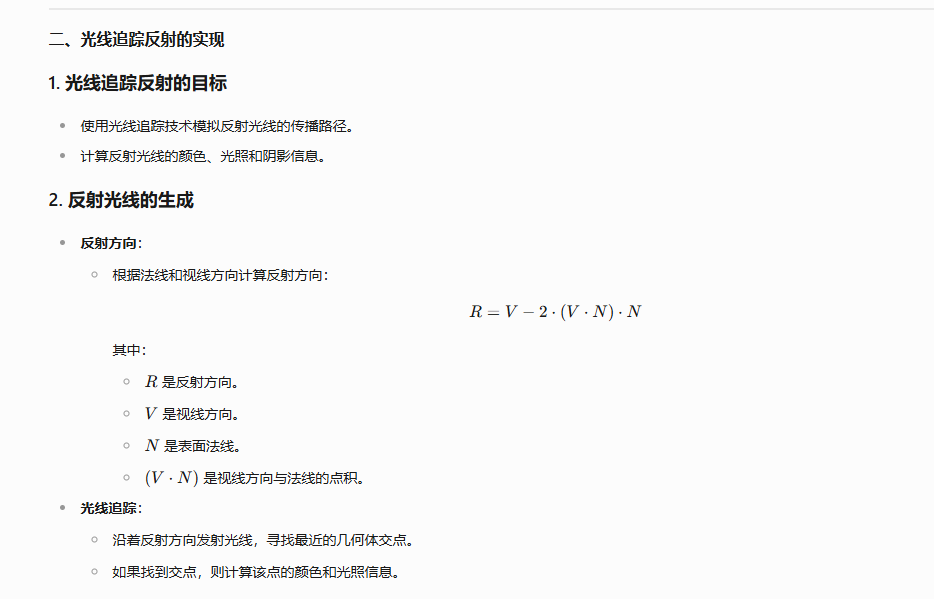 二、光线追踪反射的实现
1. 光线追踪反射的目标
使用光线追踪技术模拟反射光线的传播路径。
计算反射光线的颜色、光照和阴影信息。
2. 反射光线的生成
反射方向：
根据法线和视线方向计算反射方向：
R = V − 2 · (V · N) · N
其中：
R 是反射方向。
V 是视线方向。
N 是表面法线。
(V · N) 是视线方向与法线的点积。
光线追踪：
沿着反射方向发射光线，寻找最近的几何体交点。
如果找到交点，则计算该点的颜色和光照信息。